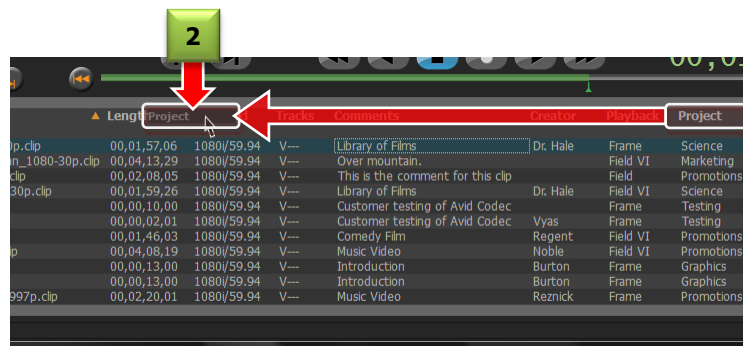 2
00,01
Length Project Tracks Comments Creator Playback Project
0p.clip 00,01,57,06 1080i/59.94 V--- Library of Films Dr. Hale Frame Science
n_1080-30p.clip 00,04,13,29 1080i/59.94 V--- Over mountain. Field VI Marketing
clip 00,02,08,05 1080i/59.94 V--- This is the comment for this clip Field Promotions
30p.clip 00,01,59,26 1080i/59.94 V--- Library of Films Dr. Hale Field VI Science
00,00,10,00 1080i/59.94 V--- Customer testing of Avid Codec Frame Testing
00,00,02,01 1080i/59.94 V--- Customer testing of Avid Codec Vyas Frame Testing
00,01,46,03 1080i/59.94 V--- Comedy Film Regent Field VI Promotions
ip 00,04,08,19 1080i/59.94 V--- Music Video Noble Field VI Promotions
00,00,13,00 1080i/59.94 V--- Introduction Burton Frame Graphics
00,00,13,00 1080i/59.94 V--- Introduction Burton Frame Graphics
997p.clip 00,02,20,01 1080i/59.94 V--- Music Video Reznick Frame Promotions